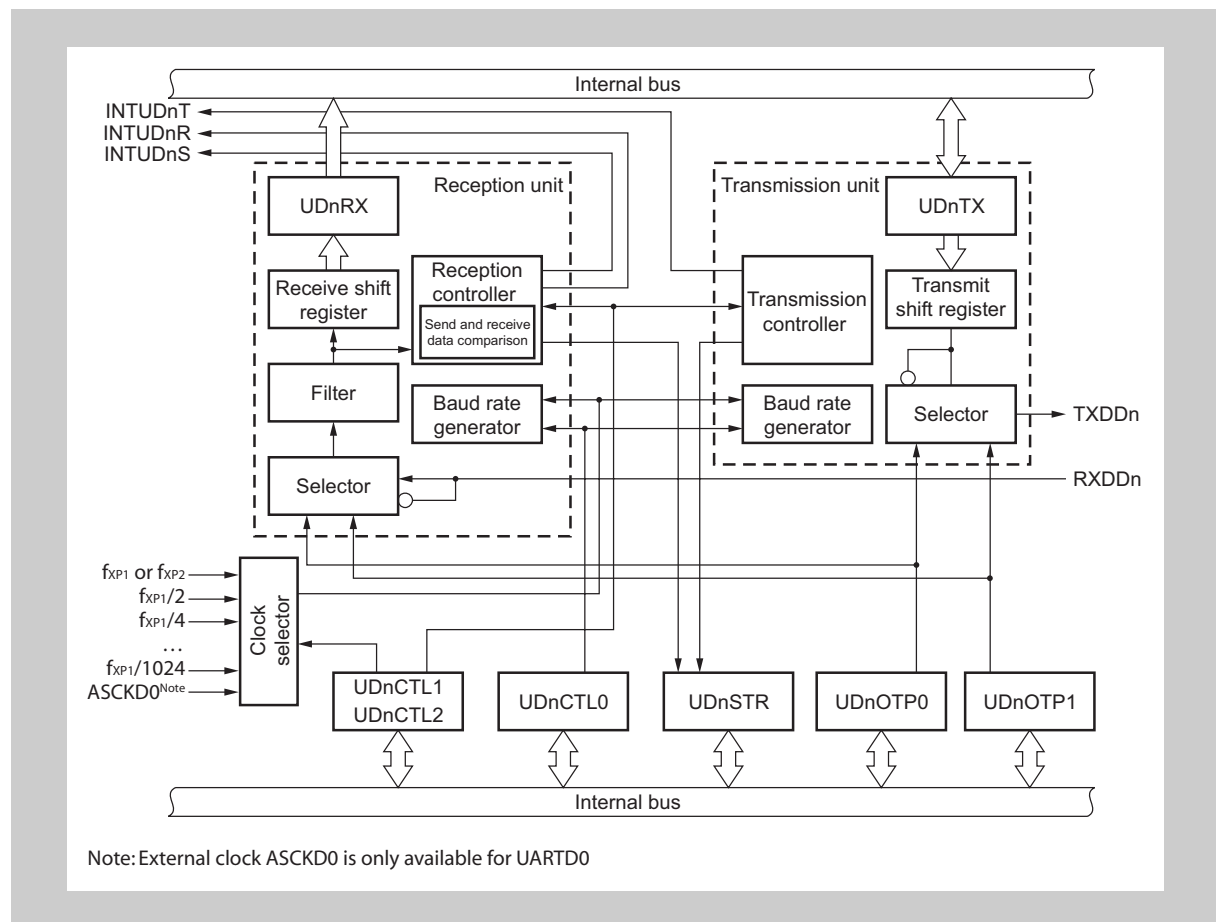 Internal bus
INTUDnT
INTUDnR
INTUDnS
Reception unit
Transmission unit
UDnRX
UDnTX
Receive shift
register
Reception
controller
Send and receive
data comparison
Transmission
controller
Transmit
shift register
Filter
Baud rate
generator
Baud rate
generator
Selector
TXDDn
Selector
RXDDn
fXP1 or fXP2
fXP1/2
fXP1/4
...
fXP1/1024
ASCKD0Note
Clock
selector
UDnCTL1
UDnCTL2
UDnCTL0
UDnSTR
UDnOTP0
UDnOTP1
Internal bus
Note: External clock ASCKD0 is only available for UARTD0